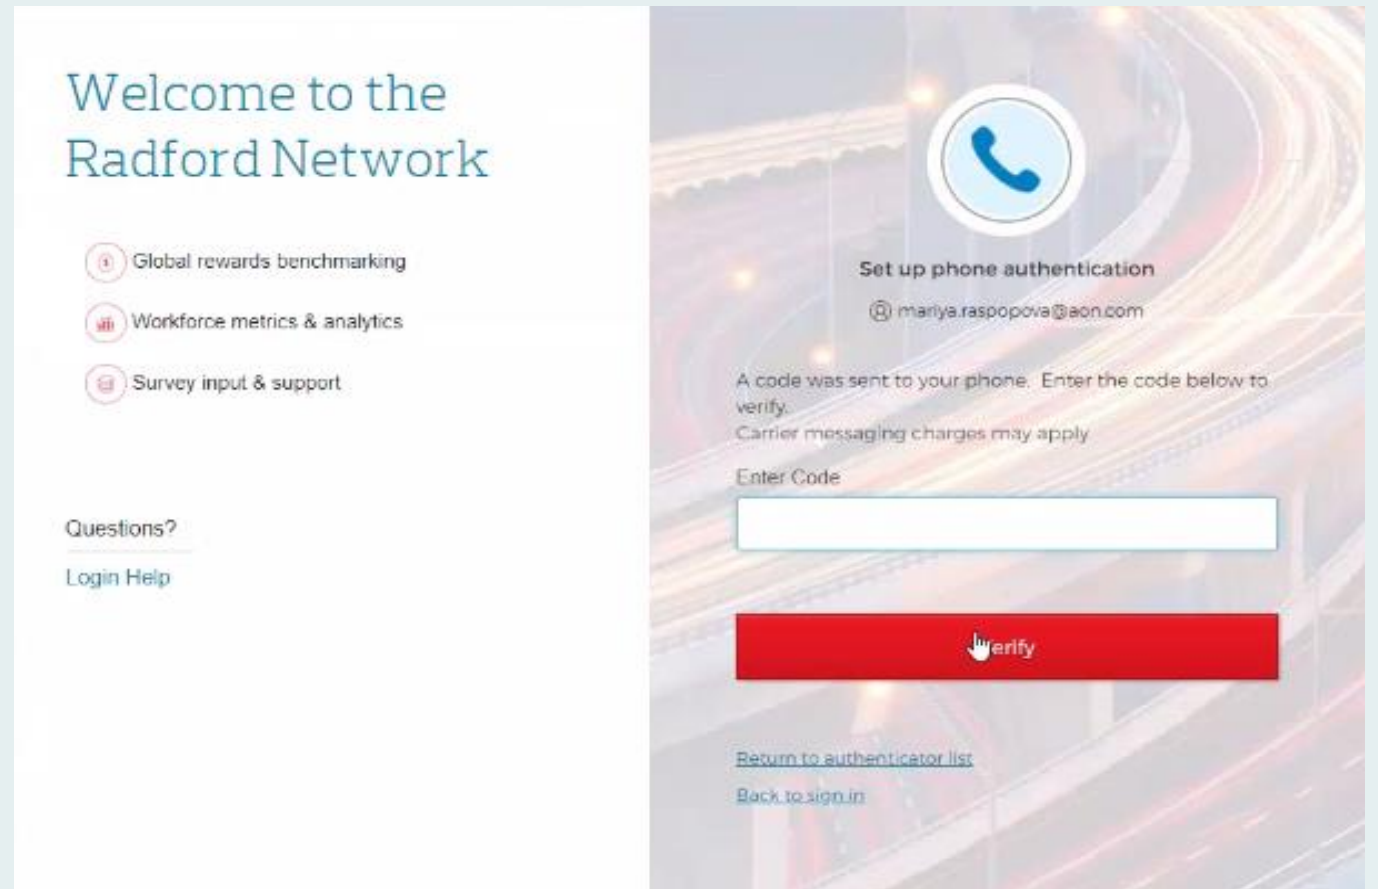 Welcome to the
Radford Network
Global rewards benchmarking
Workforce metrics & analytics
Survey input & support
Questions?
Login Help
Set up phone authentication
mariya.raspopova@aon.com
A code was sent to your phone. Enter the code below to
verify.
Carrier messaging charges may apply
Enter Code
Verify
Return to authenticator list
Back to sign in